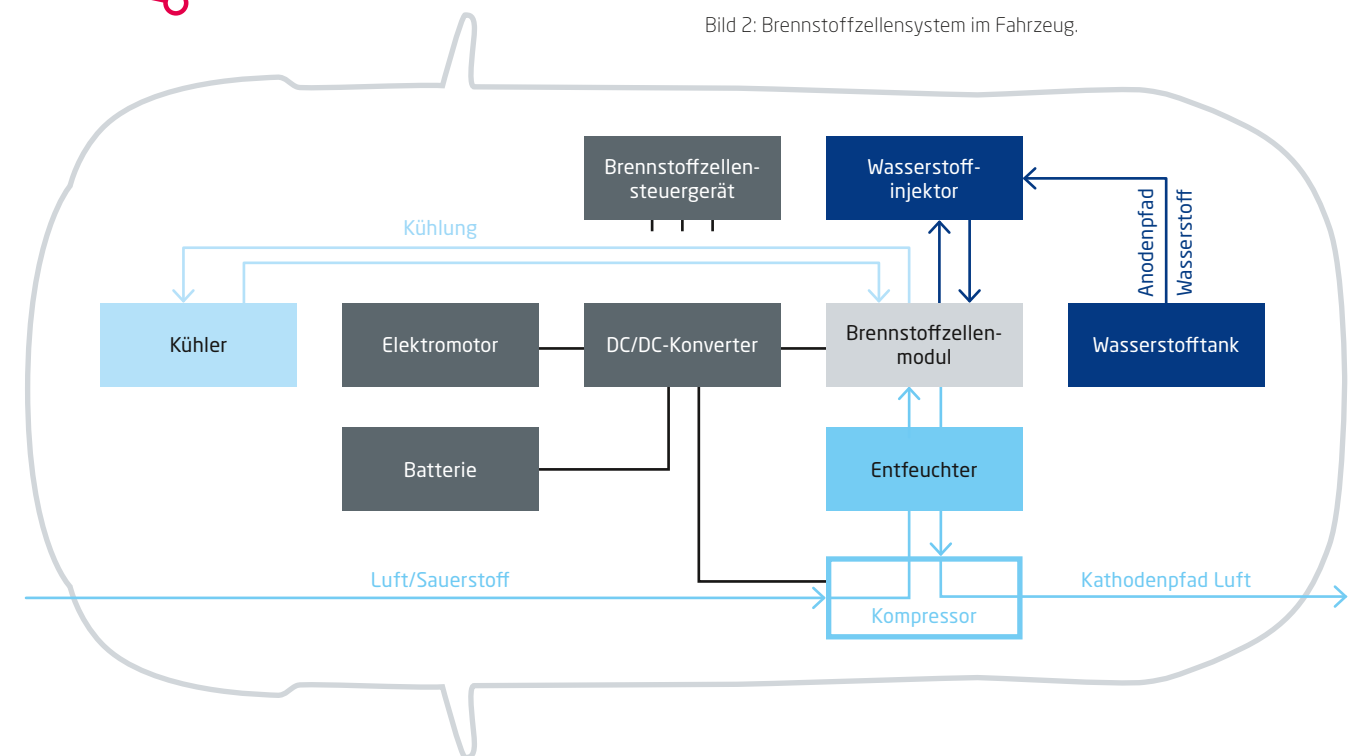 Bild 2: Brennstoffzellensystem im Fahrzeug.
Brennstoffzellen-
steuergerät
Wasserstoff-
injektor
Anodenpfad
Wasserstoff
Kühlung
Kühler
Elektromotor
DC/DC-Konverter
Brennstoffzellen-
modul
Wasserstofftank
Batterie
Entfeuchter
Luft/Sauerstoff
Kathodenpfad Luft
Kompressor